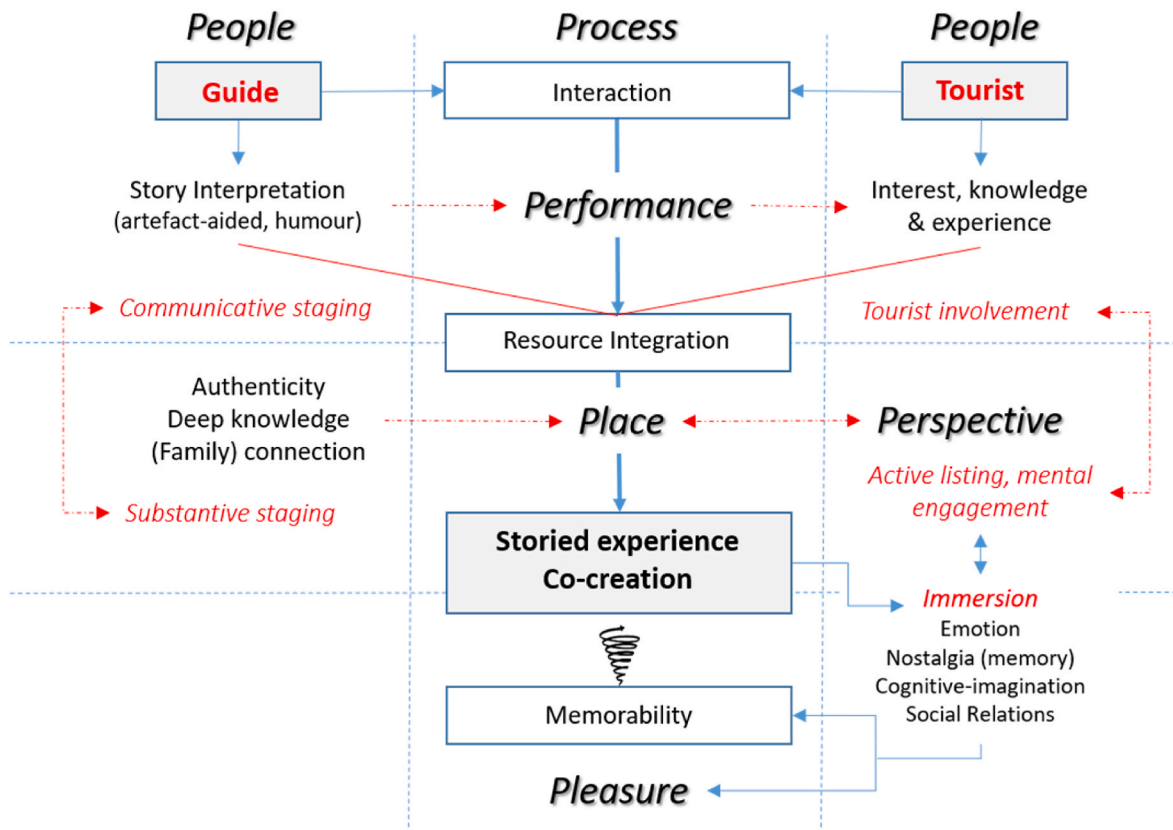 People
Process
People
Guide
Interaction
Tourist
Story Interpretation
(artefact-aided, humour)
Performance
Interest, knowledge
& experience
Communicative staging
Tourist involvement
Resource Integration
Authenticity
Deep knowledge
(Family) connection
Place
Perspective
Substantive staging
Active listing, mental
engagement
Storied experience
Co-creation
Immersion
Emotion
Nostalgia (memory)
Cognitive-imagination
Social Relations
Memorability
Pleasure